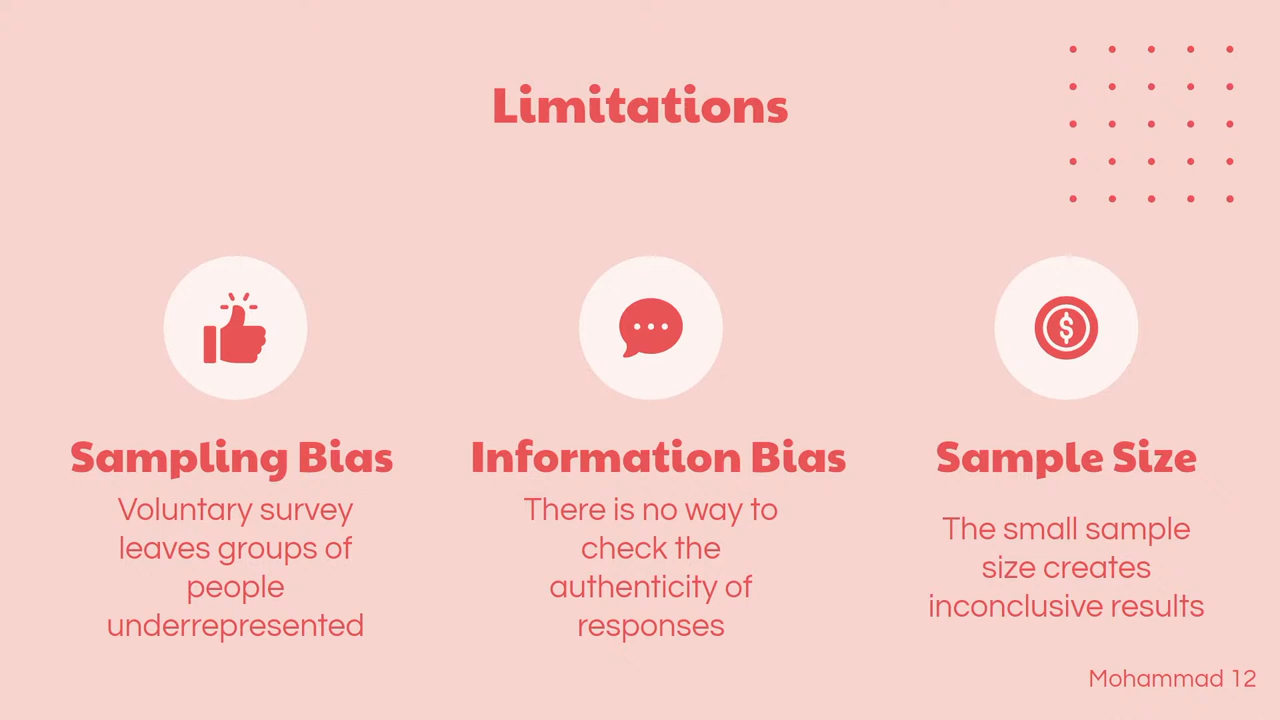 Limitations
Sampling Bias
Voluntary survey
leaves groups of
people
underrepresented
Information Bias
There is no way to
check the
authenticity of
responses
Sample Size
The small sample
size creates
inconclusive results
Mohammad 12